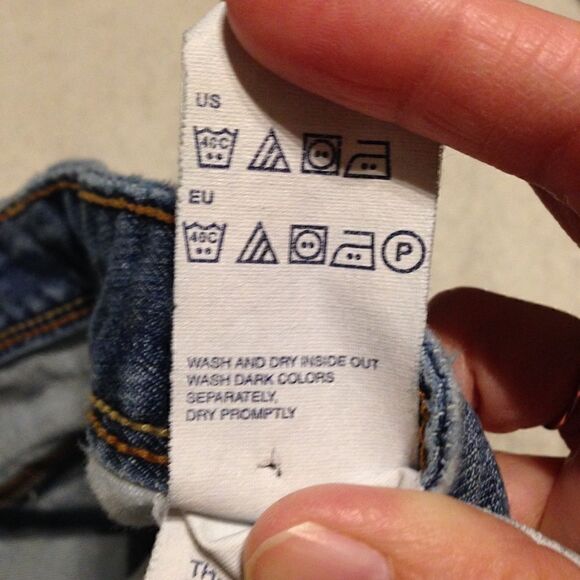 US
40C
EU
40C
P
WASH AND DRY INSIDE OUT
WASH DARK COLORS
SEPARATELY,
DRY PROMPTLY